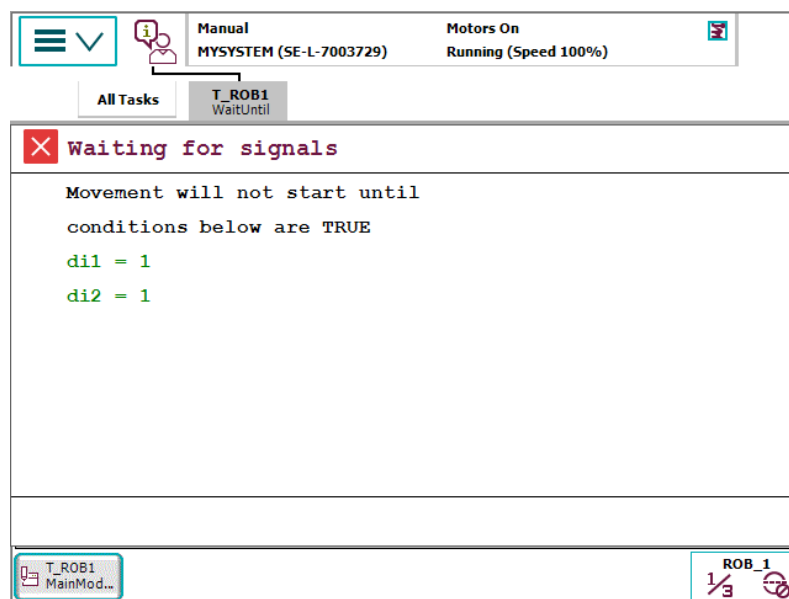 Manual
Motors On
MYSYSTEM (SE-L-7003729)
Running (Speed 100%)
All Tasks
T_ROB1
WaitUntil
Waiting for signals
Movement will not start until
conditions below are TRUE
di1 = 1
di2 = 1
T_ROB1
MainMod...
ROB_1
1/3